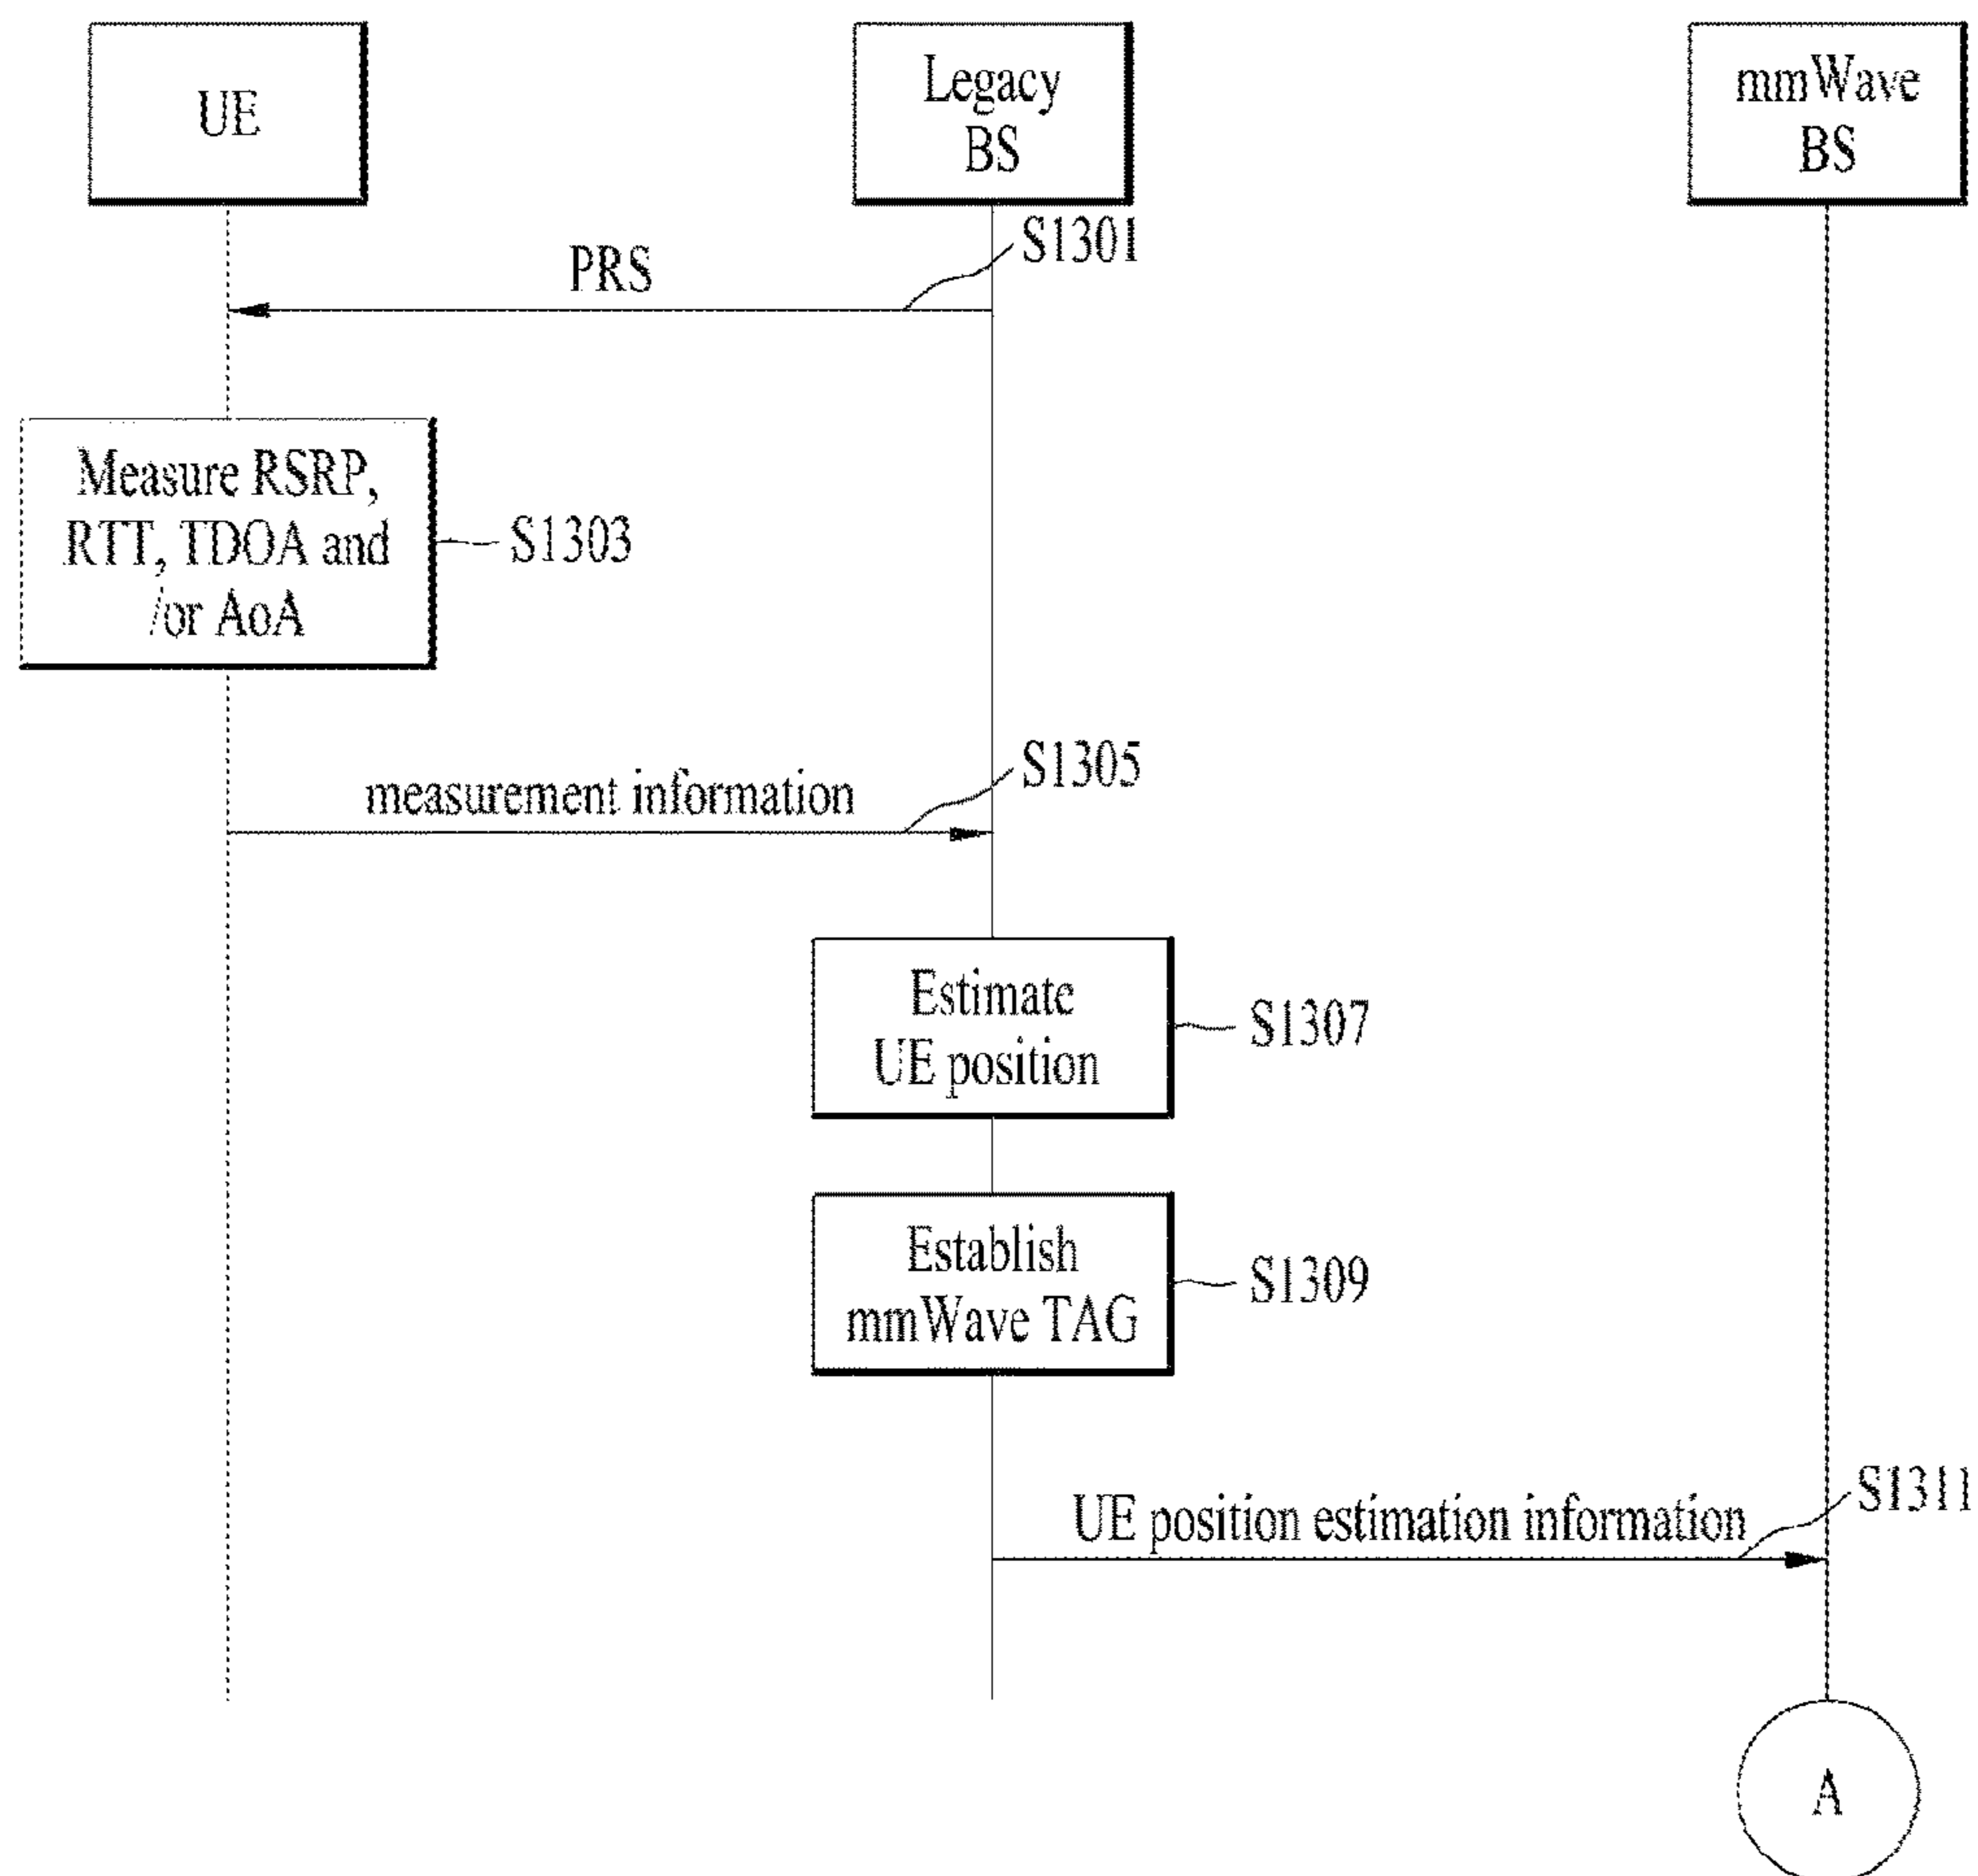 UE
Legacy
BS
mmWave
BS
S1301
PRS
Measure RSRP,
RTT, TDOA and
/or AoA
S1303
S1305
measurement information
Estimate
UE position
S1307
Establish
mmWave TAG
S1309
S1311
UE position estimation information
A